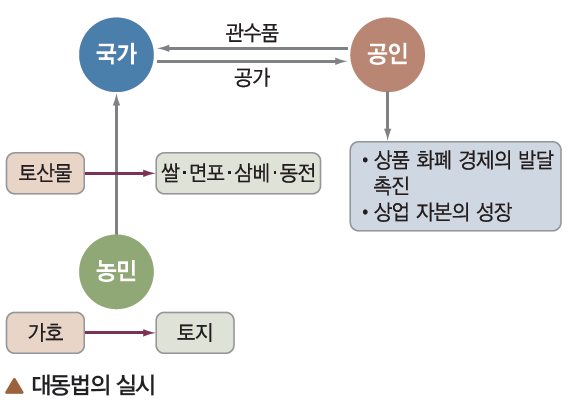 관수품
국가
공인
공가
토산물
쌀·면포·삼베·동전
• 상품 화폐 경제의 발달
촉진
• 상업 자본의 성장
농민
가호
토지
▲ 대동법의 실시